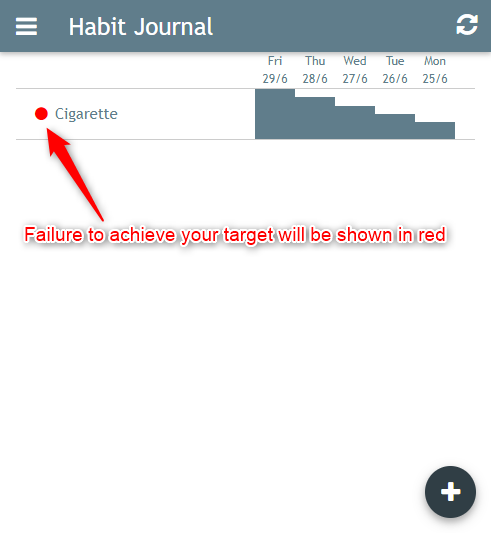 Habit Journal
Fri Thu Wed Tue Mon
29/6 28/6 27/6 26/6 25/6
Cigarette
Failure to achieve your target will be shown in red